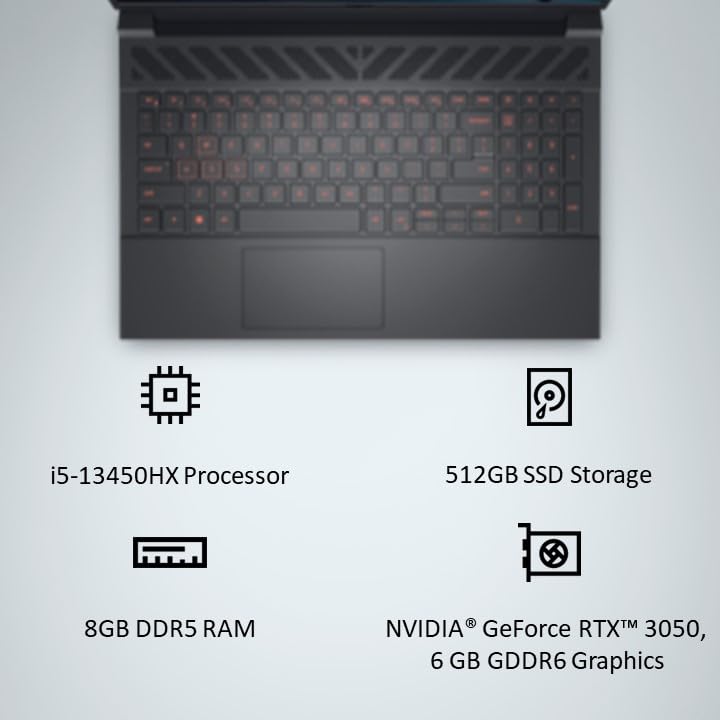 i5-13450HX Processor
512GB SSD Storage
8GB DDR5 RAM
NVIDIA® GeForce RTX™ 3050,
6 GB GDDR6 Graphics